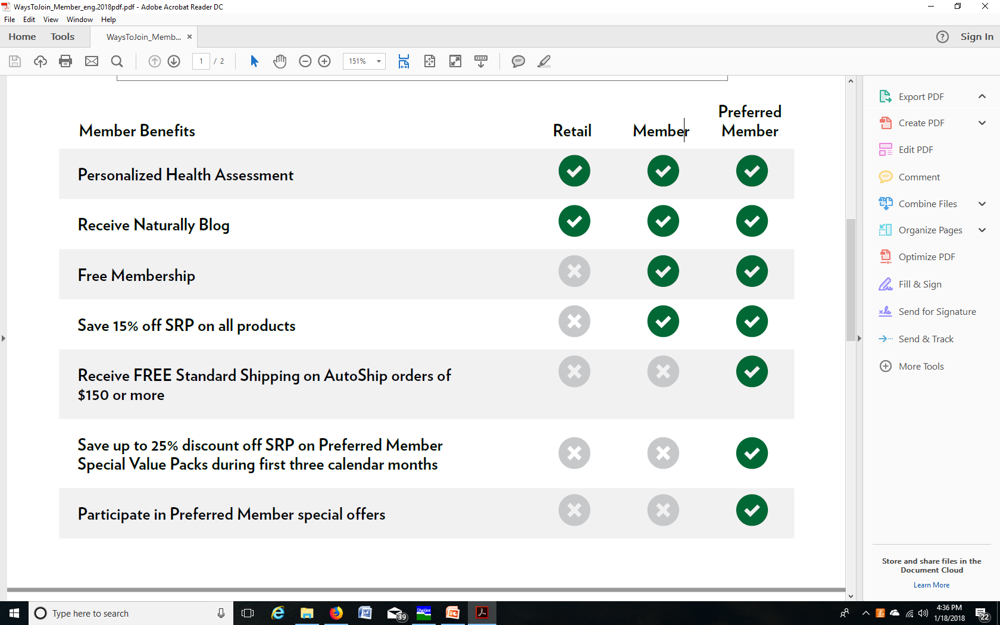 WaysToJoin_Member_eng.2018pdf.pdf - Adobe Acrobat Reader DC
File Edit View Window Help
Home Tools WaysToJoin_Memb... × ? Sign In
1 / 2 151%
Member Benefits Retail Member Preferred Member
Personalized Health Assessment
Receive Naturally Blog
Free Membership
Save 15% off SRP on all products
Receive FREE Standard Shipping on AutoShip orders of
$150 or more
Save up to 25% discount off SRP on Preferred Member
Special Value Packs during first three calendar months
Participate in Preferred Member special offers
Export PDF
Create PDF
Edit PDF
Comment
Combine Files
Organize Pages
Optimize PDF
Fill & Sign
Send for Signature
Send & Track
More Tools
Store and share files in the
Document Cloud
Learn More
Type here to search
39
Shaklee
4:36 PM
1/18/2018
22